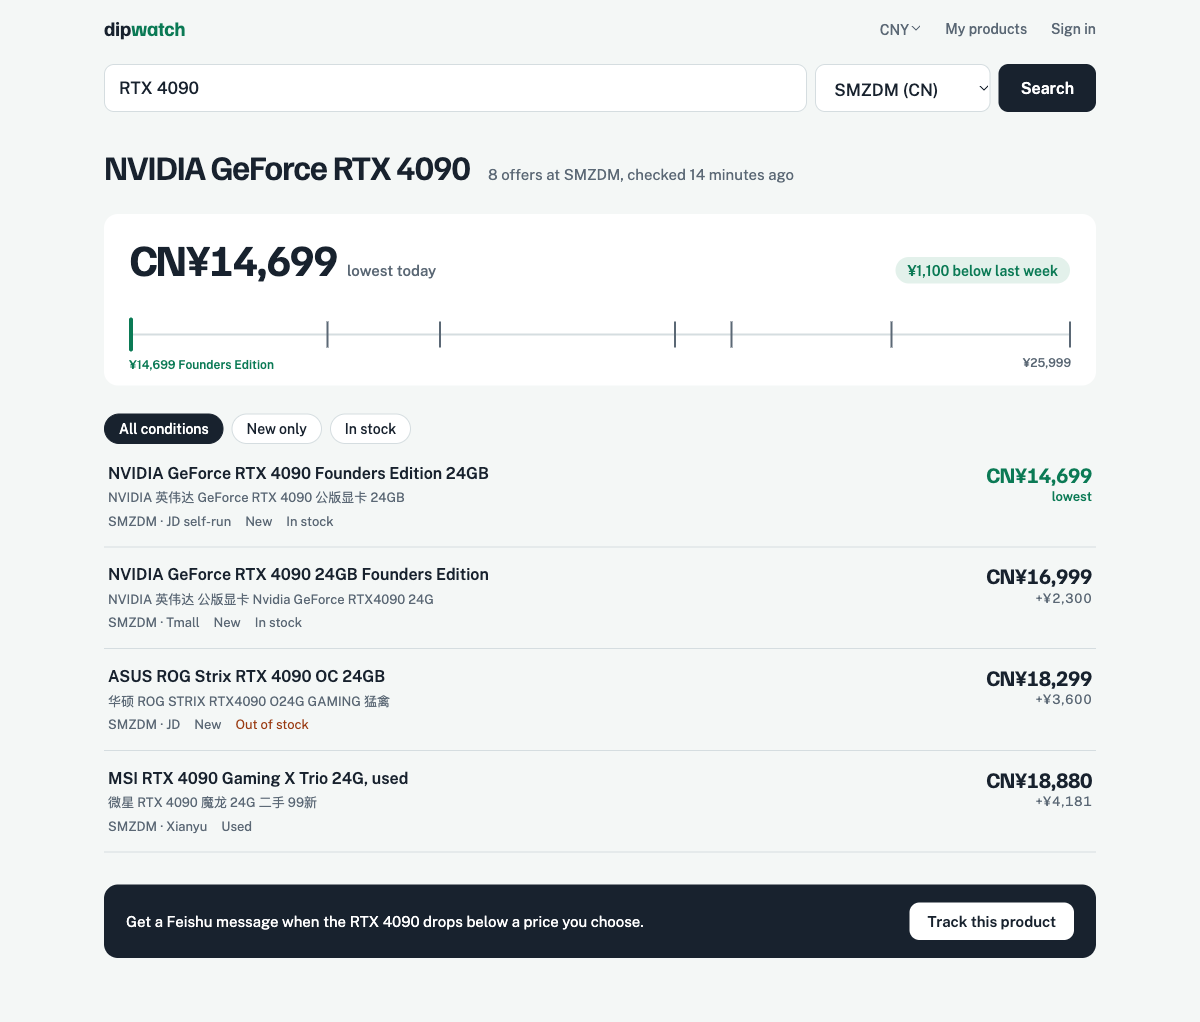 dipwatch
CNY
My products
Sign in
RTX 4090
SMZDM (CN)
Search
NVIDIA GeForce RTX 4090
8 offers at SMZDM, checked 14 minutes ago
CN¥14,699 lowest today
¥1,100 below last week
¥14,699 Founders Edition
¥25,999
All conditions
New only
In stock
NVIDIA GeForce RTX 4090 Founders Edition 24GB
CN¥14,699
NVIDIA 英伟达 GeForce RTX 4090 公版显卡 24GB
lowest
SMZDM · JD self-run New In stock
NVIDIA GeForce RTX 4090 24GB Founders Edition
CN¥16,999
NVIDIA 英伟达 公版显卡 Nvidia GeForce RTX4090 24G
+¥2,300
SMZDM · Tmall New In stock
ASUS ROG Strix RTX 4090 OC 24GB
CN¥18,299
华硕 ROG STRIX RTX4090 O24G GAMING 猛禽
+¥3,600
SMZDM · JD New Out of stock
MSI RTX 4090 Gaming X Trio 24G, used
CN¥18,880
微星 RTX 4090 魔龙 24G 二手 99新
+¥4,181
SMZDM · Xianyu Used
Get a Feishu message when the RTX 4090 drops below a price you choose.
Track this product